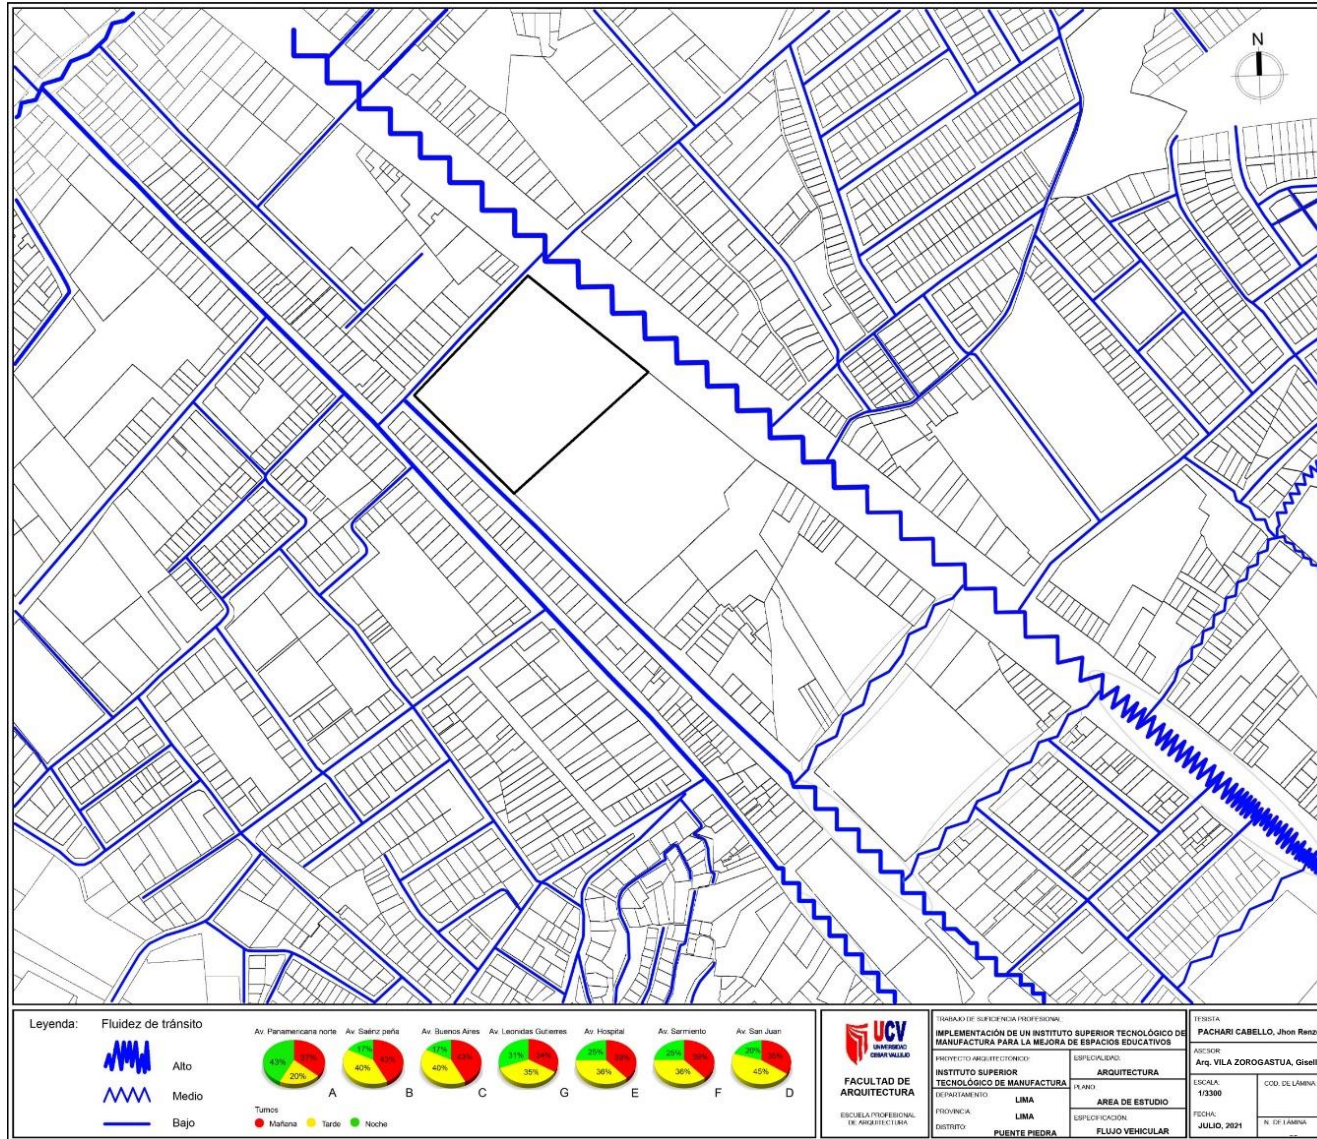 N
Leyenda:
Fluidez de tránsito
Alto
Medio
Bajo
Av. Panamericana norte
43%
37%
20%
A
Av. Saénz peña
17%
43%
40%
B
Av. Buenos Aires
17%
43%
40%
C
Av. Leonidas Gutierres
31%
34%
35%
G
Av. Hospital
25%
39%
36%
E
Av. Sarmiento
25%
39%
36%
F
Av. San Juan
20%
35%
45%
D
Turnos
Mañana
Tarde
Noche
UCV
UNIVERSIDAD
CÉSAR VALLEJO
FACULTAD DE
ARQUITECTURA
ESCUELA PROFESIONAL
DE ARQUITECTURA
TRABAJO DE SUFICIENCIA PROFESIONAL:
IMPLEMENTACIÓN DE UN INSTITUTO SUPERIOR TECNOLÓGICO DE
MANUFACTURA PARA LA MEJORA DE ESPACIOS EDUCATIVOS
PROYECTO ARQUITECTÓNICO:
INSTITUTO SUPERIOR
TECNOLÓGICO DE MANUFACTURA
ESPECIALIDAD:
ARQUITECTURA
DEPARTAMENTO:
LIMA
PLANO:
AREA DE ESTUDIO
PROVINCIA:
LIMA
DISTRITO:
PUENTE PIEDRA
ESPECIFICACIÓN:
FLUJO VEHICULAR
TESISTA:
PACHARI CABELLO, Jhon Renz
ASESOR:
Arq. VILA ZOROGASTUA, Gisell
ESCALA:
1/3300
COD. DE LÁMINA
FECHA:
JULIO, 2021
N. DE LÁMINA